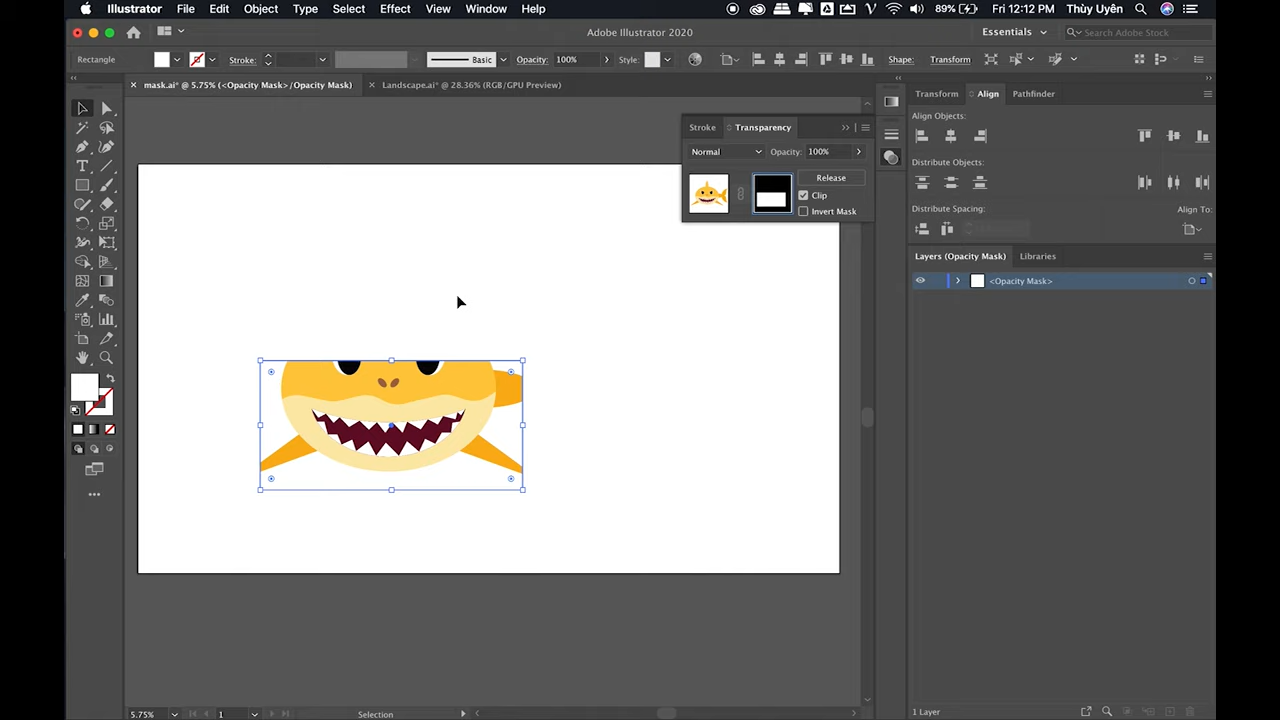 Illustrator File Edit Object Type Select Effect View Window Help 89% Fri 12:12 PM Thùy Uyên
Adobe Illustrator 2020 Essentials Search Adobe Stock
Rectangle Stroke: Basic Opacity: 100% Style: Shape: Transform
mask.ai* @ 5.75% (<Opacity Mask>/Opacity Mask) Landscape.ai* @ 28.36% (RGB/GPU Preview)
Transform Align Pathfinder
Align Objects:
Stroke Transparency
Normal Opacity: 100%
Distribute Objects:
Release
Clip
Invert Mask
Distribute Spacing: Align To:
Layers (Opacity Mask) Libraries
<Opacity Mask>
5.75% 1 Selection
1 Layer